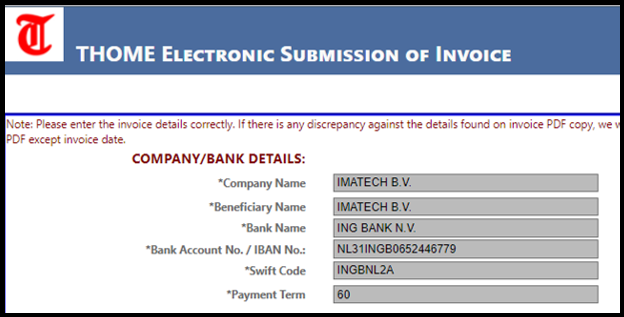 T
THOME ELECTRONIC SUBMISSION OF INVOICE
Note: Please enter the invoice details correctly. If there is any discrepancy against the details found on invoice PDF copy, we w
PDF except invoice date.
COMPANY/BANK DETAILS:
*Company Name IMATECH B.V.
*Beneficiary Name IMATECH B.V.
*Bank Name ING BANK N.V.
*Bank Account No. / IBAN No.: NL31INGB0652446779
*Swift Code INGBNL2A
*Payment Term 60